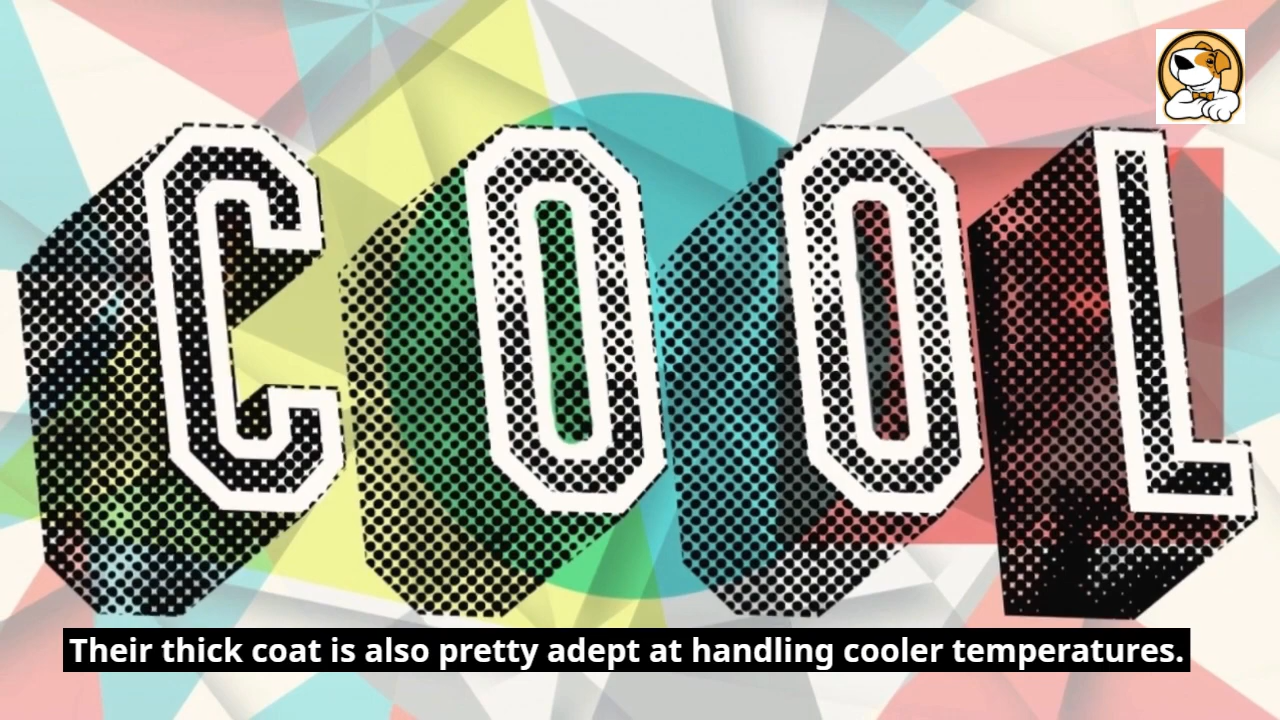 COOL
Their thick coat is also pretty adept at handling cooler temperatures.